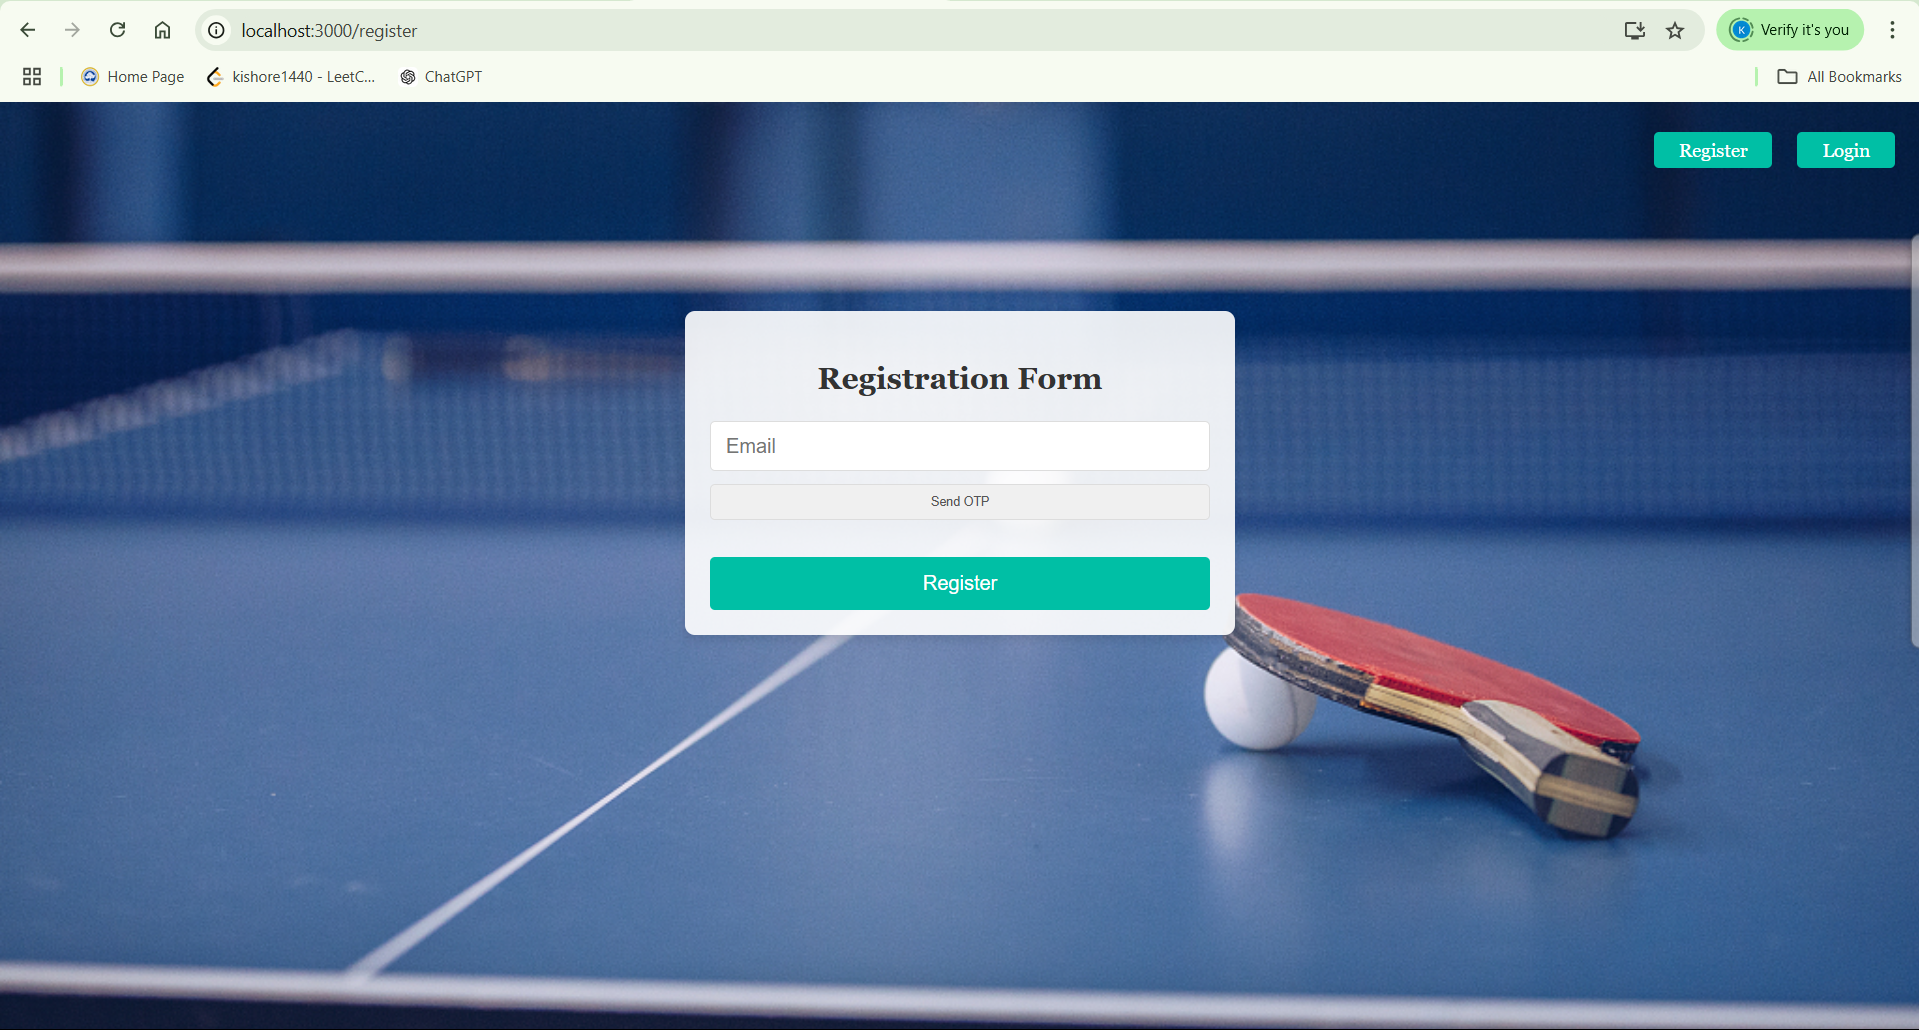 localhost:3000/register
Verify it's you
Home Page
kishore1440 - LeetC...
ChatGPT
All Bookmarks
Register
Login
Registration Form
Email
Send OTP
Register